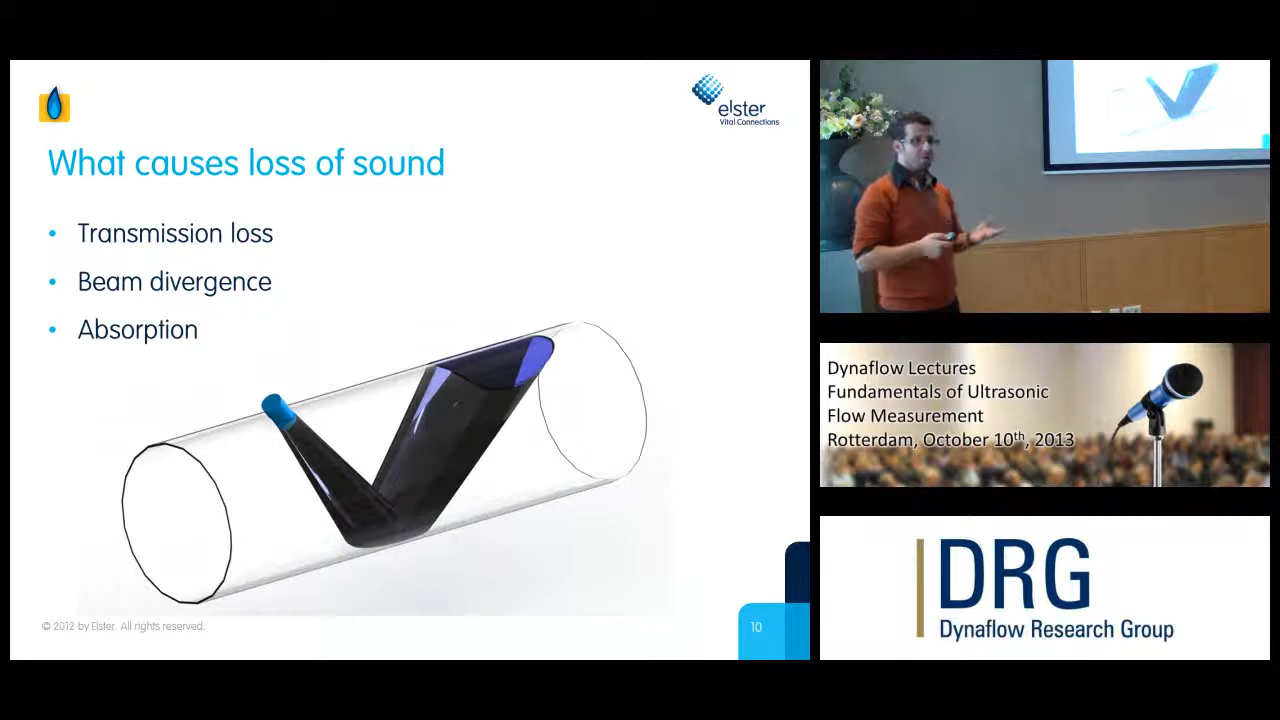 elster
Vital Connections
What causes loss of sound
• Transmission loss
• Beam divergence
• Absorption
© 2012 by Elster. All rights reserved.
10
Dynaflow Lectures
Fundamentals of Ultrasonic
Flow Measurement
Rotterdam, October 10th, 2013
DRG
Dynaflow Research Group